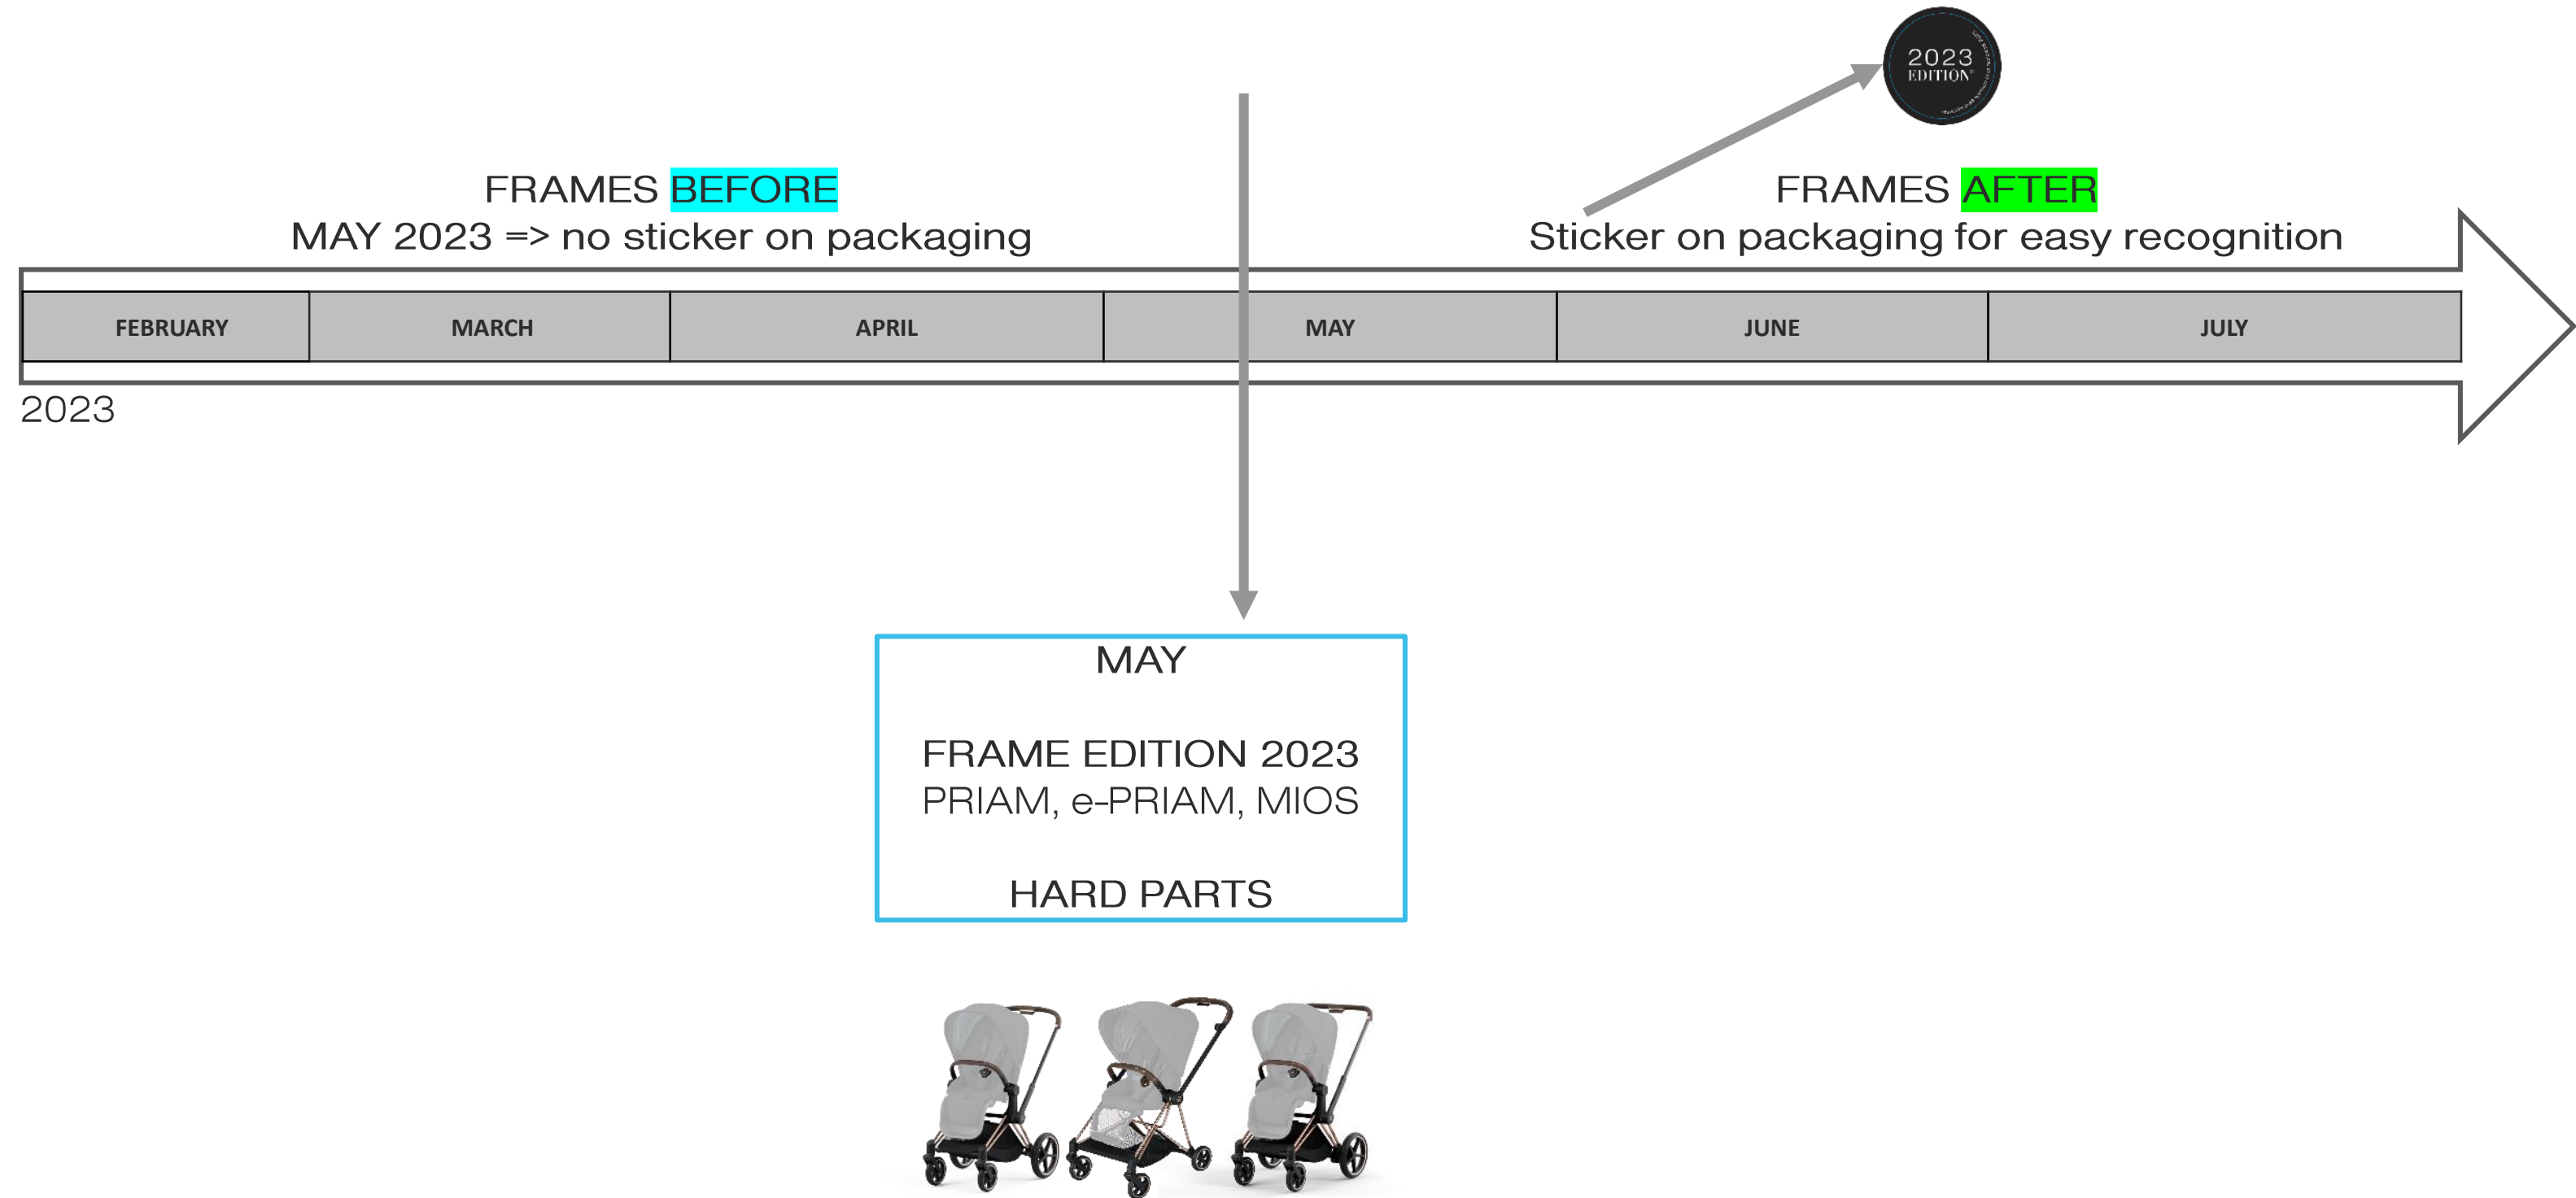 2023
EDITION
FRAMES BEFORE
MAY 2023 => no sticker on packaging
FRAMES AFTER
Sticker on packaging for easy recognition
FEBRUARY
MARCH
APRIL
MAY
JUNE
JULY
2023
MAY
FRAME EDITION 2023
PRIAM, e-PRIAM, MIOS
HARD PARTS